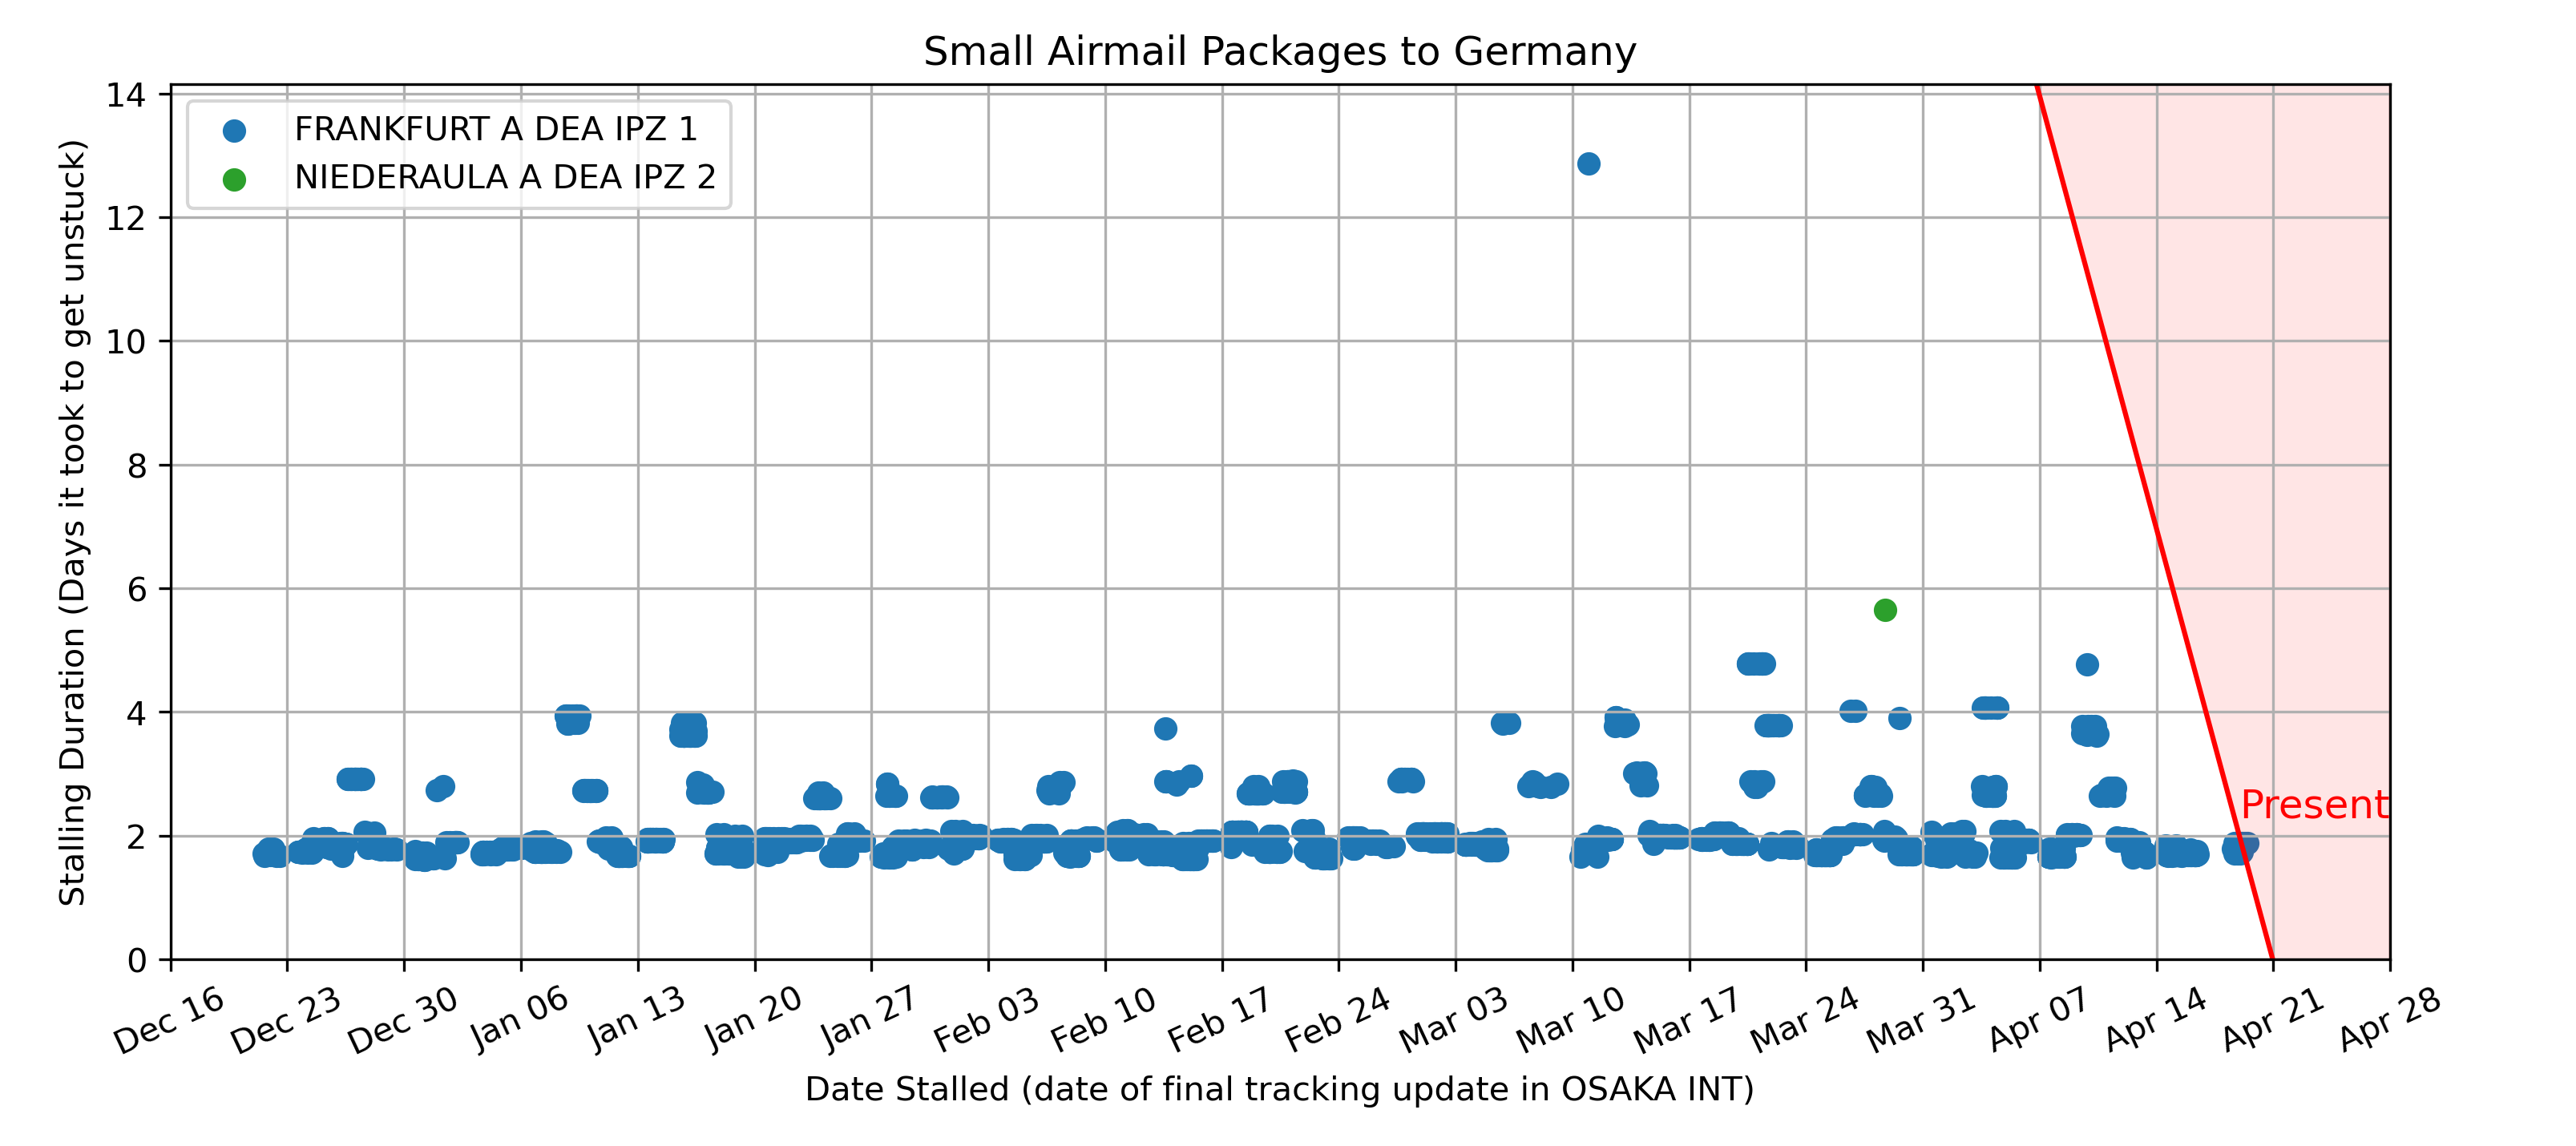 Small Airmail Packages to Germany
FRANKFURT A DEA IPZ 1
NIEDERAULA A DEA IPZ 2
Stalling Duration (Days it took to get unstuck)
14
12
10
8
6
4
2
0
Present
Dec 16
Dec 23
Dec 30
Jan 06
Jan 13
Jan 20
Jan 27
Feb 03
Feb 10
Feb 17
Feb 24
Mar 03
Mar 10
Mar 17
Mar 24
Mar 31
Apr 07
Apr 14
Apr 21
Apr 28
Date Stalled (date of final tracking update in OSAKA INT)